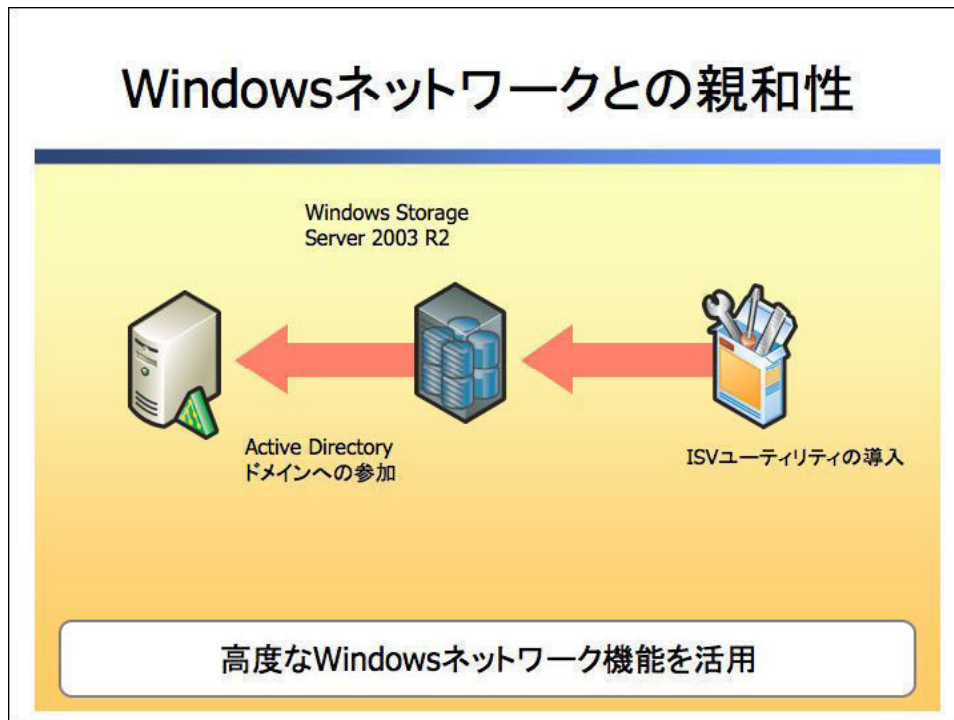 Windowsネットワークとの親和性
Windows Storage
Server 2003 R2
Active Directory
ドメインへの参加
ISVユーティリティの導入
高度なWindowsネットワーク機能を活用